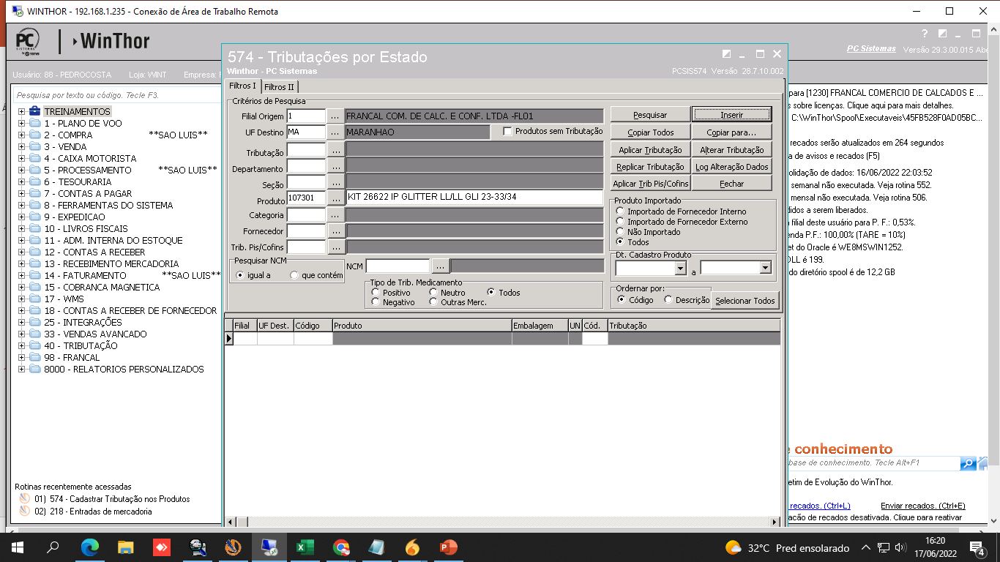 WINTHOR - 192.168.1.235 - Conexão de Área de Trabalho Remota
PC SISTEMAS WinThor
PC Sistemas Versão 29.3.00.015 Abe
Usuário: 88 - PEDROCOSTA Loja: WINT Empresa: F
Pesquisa por texto ou código. Tecle F3.
TREINAMENTOS
1 - PLANO DE VOO
2 - COMPRA **SAO LUIS**
3 - VENDA
4 - CAIXA MOTORISTA
5 - PROCESSAMENTO **SAO LUIS**
6 - TESOURARIA
7 - CONTAS A PAGAR
8 - FERRAMENTAS DO SISTEMA
9 - EXPEDICAO
10 - LIVROS FISCAIS
11 - ADM. INTERNA DO ESTOQUE
12 - CONTAS A RECEBER
13 - RECEBIMENTO MERCADORIA
14 - FATURAMENTO **SAO LUIS**
15 - COBRANCA MAGNETICA
17 - WMS
18 - CONTAS A RECEBER DE FORNECEDOR
25 - INTEGRAÇÕES
33 - VENDAS AVANCADO
40 - TRIBUTAÇÃO
98 - FRANCAL
8000 - RELATORIOS PERSONALIZADOS
Rotinas recentemente acessadas
01) 574 - Cadastrar Tributação nos Produtos
02) 218 - Entradas de mercadoria
574 - Tributações por Estado
Winthor - PC Sistemas PCSIS574 Versão 28.7.10.002
Filtros I Filtros II
Critérios de Pesquisa
Filial Origem 1 ... FRANCAL COM. DE CALC. E CONF. LTDA -FL01
UF Destino MA ... MARANHAO Produtos sem Tributação
Tributação ...
Departamento ...
Seção ...
Produto 107301 ... KIT 26622 IP GLITTER LL/LL GLI 23-33/34
Categoria ...
Fornecedor ...
Trib. Pis/Cofins ...
Pesquisar NCM
igual a que contém
NCM ...
Tipo de Trib. Medicamento
Positivo Neutro Todos
Negativo Outras Merc.
Pesquisar Inserir
Copiar Todos Copiar para...
Aplicar Tributação Alterar Tributação
Replicar Tributação Log Alteração Dados
Aplicar Trib Pis/Cofins Fechar
Produto Importado
Importado de Fornecedor Interno
Importado de Fornecedor Externo
Não Importado
Todos
Dt. Cadastro Produto
a
Ordernar por:
Código Descrição Selecionar Todos
Filial UF Dest. Código Produto Embalagem UN Cód. Tributação
para [1230] FRANCAL COMERCIO DE CALCADOS E ...
s sobre licenças. Clique aqui para mais detalhes.
C:\WinThor\Spool\Executaveis\45FB528F0AD05BC...
recados serão atualizados em 264 segundos
a de avisos e recados (F5)
olidação de dados: 16/06/2022 22:03:52
semanal não executada. Veja rotina 552.
mensal não executada. Veja rotina 506.
didos a serem liberados.
filial deste usuário para P. F.: 0,53%.
enda P.F.: 100,00% (TARE = 10%)
et do Oracle é WE8MSWIN1252.
OLL é 199.
do diretório spool é de 12,2 GB
conhecimento
base de conhecimento. Tecle Alt+F1
etim de Evolução do WinThor.
recados. (Ctrl+L) Enviar recados. (Ctrl+E)
ação de recados desativada. Clique para reativar
32°C Pred ensolarado
16:20
17/06/2022
4